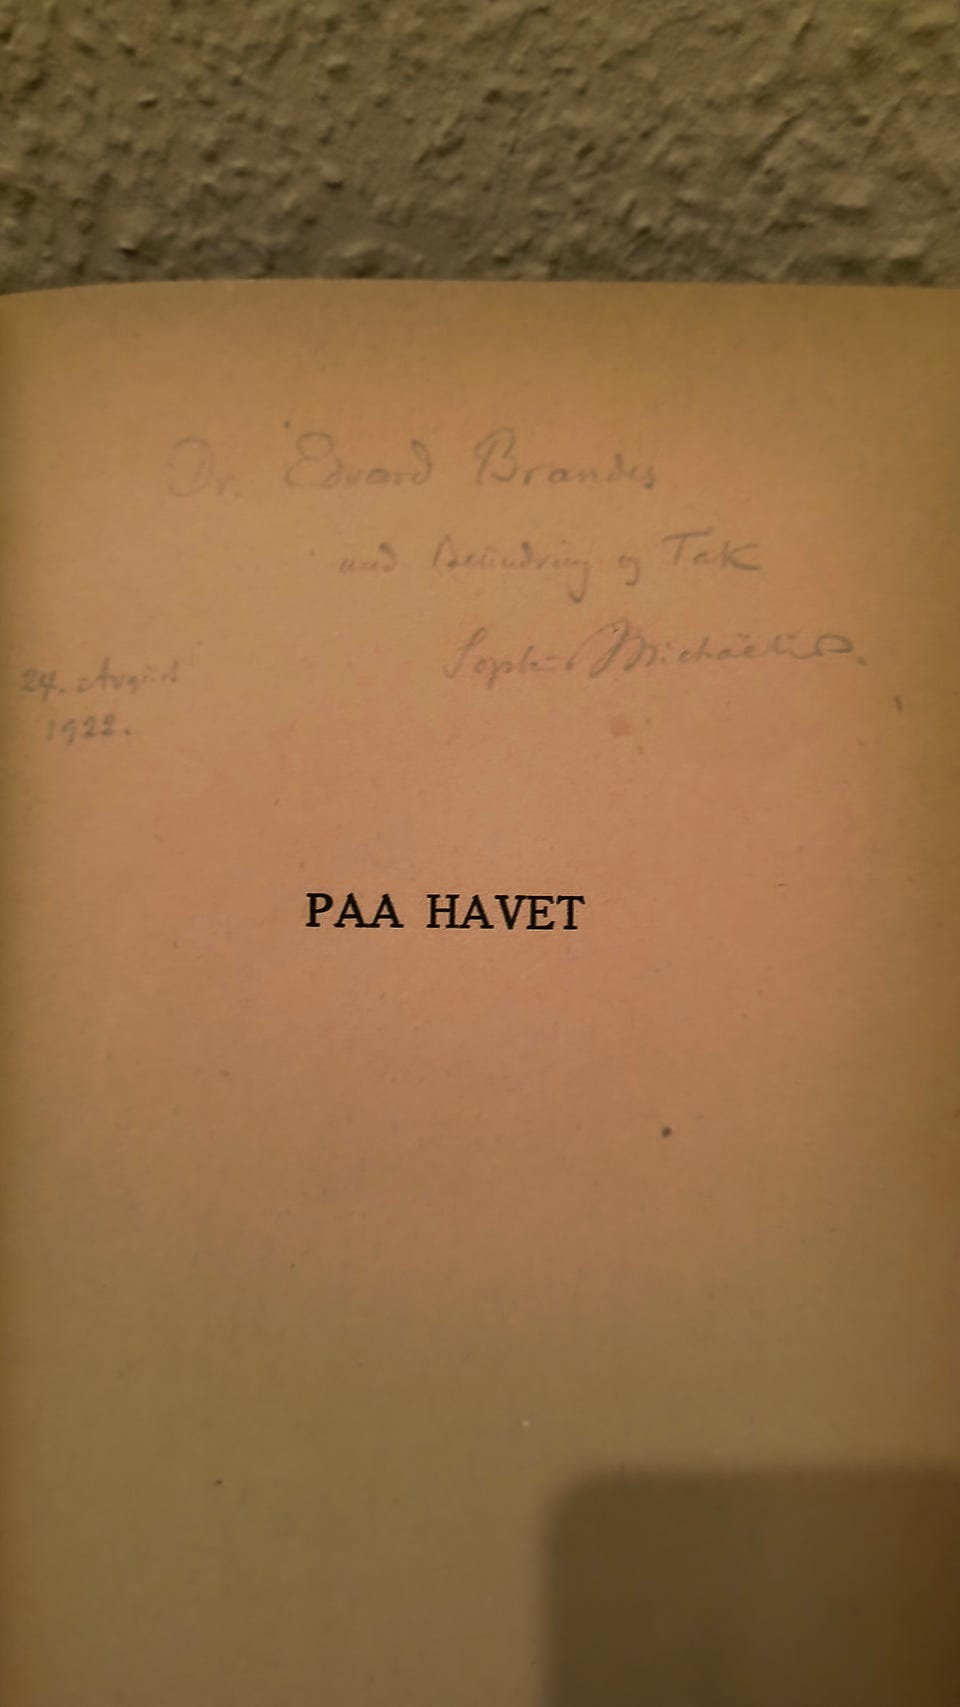 Dr. Edvard Brandes
med Beundring og Tak
Sophus Michaëlis.
24. August
1922.
PAA HAVET